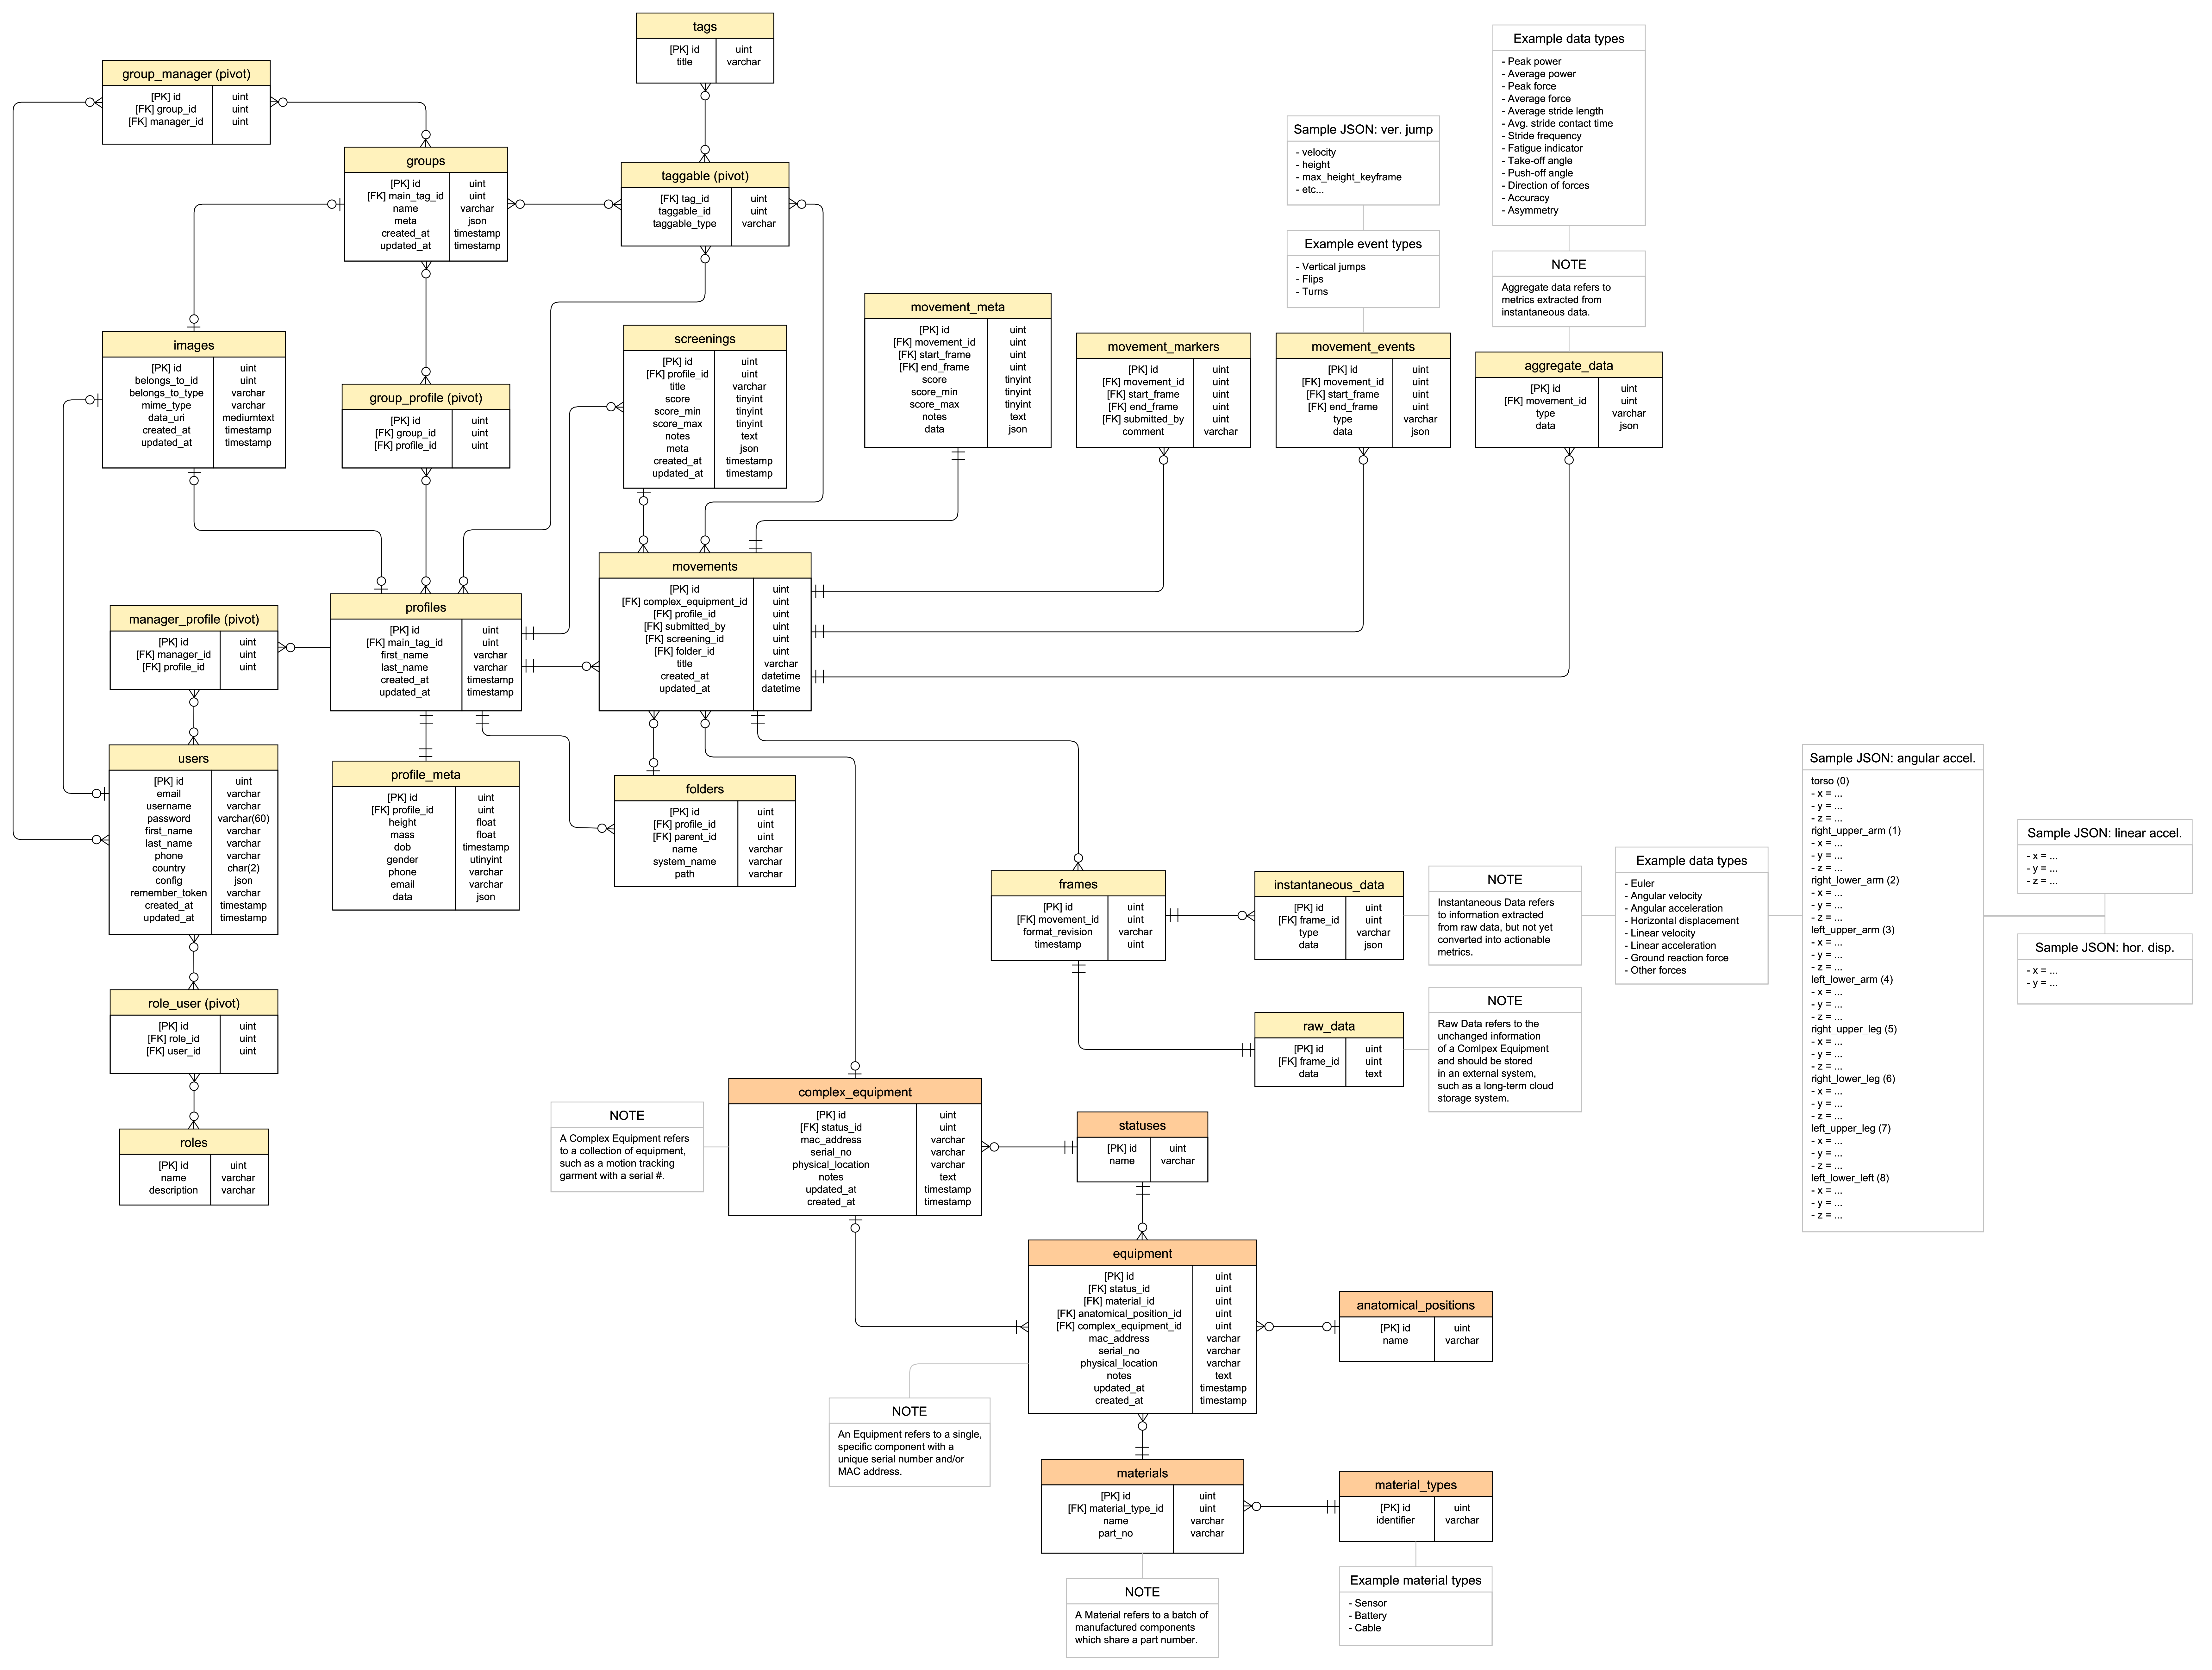 tags
[PK] id uint
title varchar
group_manager (pivot)
[PK] id uint
[FK] group_id uint
[FK] manager_id uint
groups
[PK] id uint
[FK] main_tag_id uint
name varchar
meta json
created_at timestamp
updated_at timestamp
taggable (pivot)
[FK] tag_id uint
taggable_id uint
taggable_type varchar
Sample JSON: ver. jump
- velocity
- height
- max_height_keyframe
- etc...
Example event types
- Vertical jumps
- Flips
- Turns
Example data types
- Peak power
- Average power
- Peak force
- Average force
- Average stride length
- Avg. stride contact time
- Stride frequency
- Fatigue indicator
- Take-off angle
- Push-off angle
- Direction of forces
- Accuracy
- Asymmetry
NOTE
Aggregate data refers to
metrics extracted from
instantaneous data.
images
[PK] id uint
belongs_to_id uint
belongs_to_type varchar
mime_type varchar
data_uri mediumtext
created_at timestamp
updated_at timestamp
group_profile (pivot)
[PK] id uint
[FK] group_id uint
[FK] profile_id uint
screenings
[PK] id uint
[FK] profile_id uint
title varchar
score tinyint
score_min tinyint
score_max tinyint
notes text
meta json
created_at timestamp
updated_at timestamp
movement_meta
[PK] id uint
[FK] movement_id uint
[FK] start_frame uint
[FK] end_frame uint
score tinyint
score_min tinyint
score_max tinyint
notes text
data json
movement_markers
[PK] id uint
[FK] movement_id uint
[FK] start_frame uint
[FK] end_frame uint
[FK] submitted_by uint
comment varchar
movement_events
[PK] id uint
[FK] movement_id uint
[FK] start_frame uint
[FK] end_frame uint
type varchar
data json
aggregate_data
[PK] id uint
[FK] movement_id uint
type varchar
data json
manager_profile (pivot)
[PK] id uint
[FK] manager_id uint
[FK] profile_id uint
profiles
[PK] id uint
[FK] main_tag_id uint
first_name varchar
last_name varchar
created_at timestamp
updated_at timestamp
movements
[PK] id uint
[FK] complex_equipment_id uint
[FK] profile_id uint
[FK] submitted_by uint
[FK] screening_id uint
[FK] folder_id uint
title varchar
created_at datetime
updated_at datetime
users
[PK] id uint
email varchar
username varchar
password varchar(60)
first_name varchar
last_name varchar
phone varchar
country char(2)
config json
remember_token varchar
created_at timestamp
updated_at timestamp
profile_meta
[PK] id uint
[FK] profile_id uint
height float
mass float
dob timestamp
gender utinyint
phone varchar
email varchar
data json
folders
[PK] id uint
[FK] profile_id uint
[FK] parent_id uint
name varchar
system_name varchar
path varchar
frames
[PK] id uint
[FK] movement_id uint
format_revision varchar
timestamp uint
instantaneous_data
[PK] id uint
[FK] frame_id uint
type varchar
data json
NOTE
Instantaneous Data refers
to information extracted
from raw data, but not yet
converted into actionable
metrics.
Example data types
- Euler
- Angular velocity
- Angular acceleration
- Horizontal displacement
- Linear velocity
- Linear acceleration
- Ground reaction force
- Other forces
Sample JSON: angular accel.
torso (0)
- x = ...
- y = ...
- z = ...
right_upper_arm (1)
- x = ...
- y = ...
- z = ...
right_lower_arm (2)
- x = ...
- y = ...
- z = ...
left_upper_arm (3)
- x = ...
- y = ...
- z = ...
left_lower_arm (4)
- x = ...
- y = ...
- z = ...
right_upper_leg (5)
- x = ...
- y = ...
- z = ...
right_lower_leg (6)
- x = ...
- y = ...
- z = ...
left_upper_leg (7)
- x = ...
- y = ...
- z = ...
left_lower_left (8)
- x = ...
- y = ...
- z = ...
Sample JSON: linear accel.
- x = ...
- y = ...
- z = ...
Sample JSON: hor. disp.
- x = ...
- y = ...
role_user (pivot)
[PK] id uint
[FK] role_id uint
[FK] user_id uint
raw_data
[PK] id uint
[FK] frame_id uint
data text
NOTE
Raw Data refers to the
unchanged information
of a Comlpex Equipment
and should be stored
in an external system,
such as a long-term cloud
storage system.
roles
[PK] id uint
name varchar
description varchar
NOTE
A Complex Equipment refers
to a collection of equipment,
such as a motion tracking
garment with a serial #.
complex_equipment
[PK] id uint
[FK] status_id uint
mac_address varchar
serial_no varchar
physical_location varchar
notes text
updated_at timestamp
created_at timestamp
statuses
[PK] id uint
name varchar
equipment
[PK] id uint
[FK] status_id uint
[FK] material_id uint
[FK] anatomical_position_id uint
[FK] complex_equipment_id uint
mac_address varchar
serial_no varchar
physical_location varchar
notes text
updated_at timestamp
created_at timestamp
anatomical_positions
[PK] id uint
name varchar
NOTE
An Equipment refers to a single,
specific component with a
unique serial number and/or
MAC address.
materials
[PK] id uint
[FK] material_type_id uint
name varchar
part_no varchar
material_types
[PK] id uint
identifier varchar
NOTE
A Material refers to a batch of
manufactured components
which share a part number.
Example material types
- Sensor
- Battery
- Cable